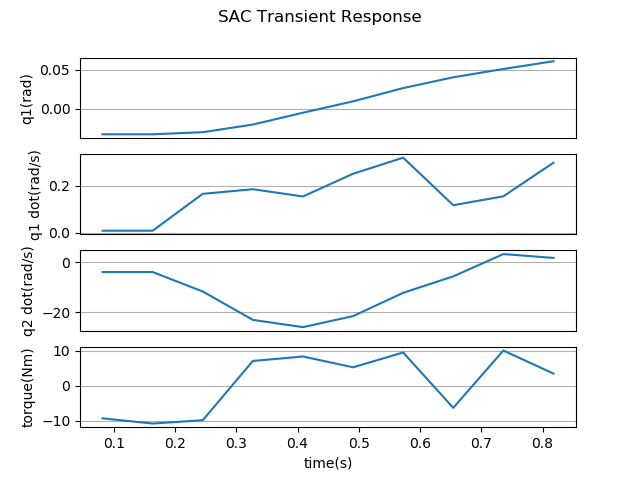 SAC Transient Response
0.05
0.00
q1(rad)
0.2
0.0
q1 dot(rad/s)
0
−20
q2 dot(rad/s)
10
0
−10
torque(Nm)
0.1 0.2 0.3 0.4 0.5 0.6 0.7 0.8
time(s)